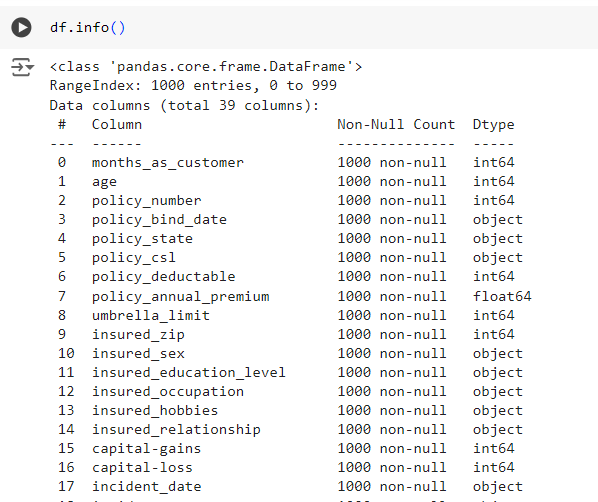 df.info()
<class 'pandas.core.frame.DataFrame'>
RangeIndex: 1000 entries, 0 to 999
Data columns (total 39 columns):
 #   Column                       Non-Null Count  Dtype
---  ------                       --------------  -----
 0   months_as_customer           1000 non-null   int64
 1   age                          1000 non-null   int64
 2   policy_number                1000 non-null   int64
 3   policy_bind_date             1000 non-null   object
 4   policy_state                 1000 non-null   object
 5   policy_csl                   1000 non-null   object
 6   policy_deductable            1000 non-null   int64
 7   policy_annual_premium        1000 non-null   float64
 8   umbrella_limit               1000 non-null   int64
 9   insured_zip                  1000 non-null   int64
 10  insured_sex                  1000 non-null   object
 11  insured_education_level      1000 non-null   object
 12  insured_occupation           1000 non-null   object
 13  insured_hobbies              1000 non-null   object
 14  insured_relationship         1000 non-null   object
 15  capital-gains                1000 non-null   int64
 16  capital-loss                 1000 non-null   int64
 17  incident_date                1000 non-null   object